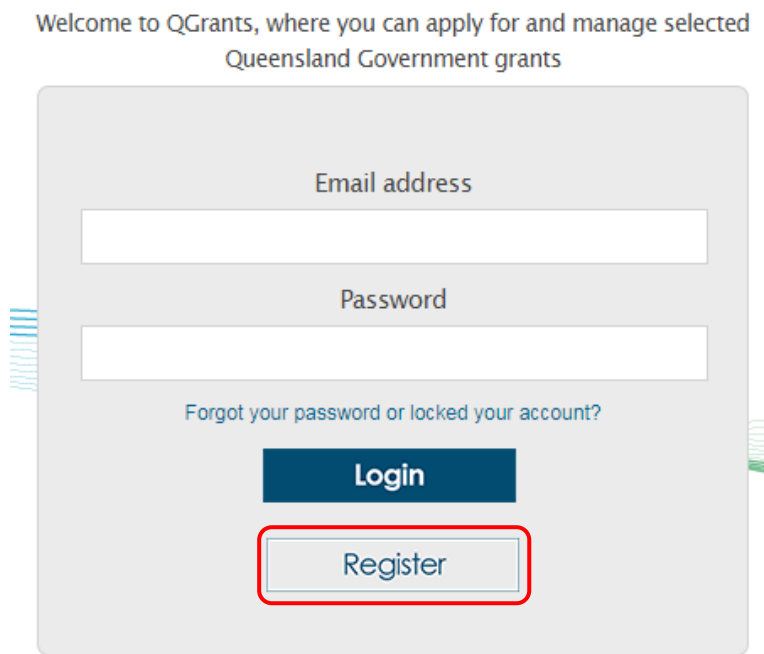 Welcome to QGrants, where you can apply for and manage selected
Queensland Government grants
Email address
Password
Forgot your password or locked your account?
Login
Register